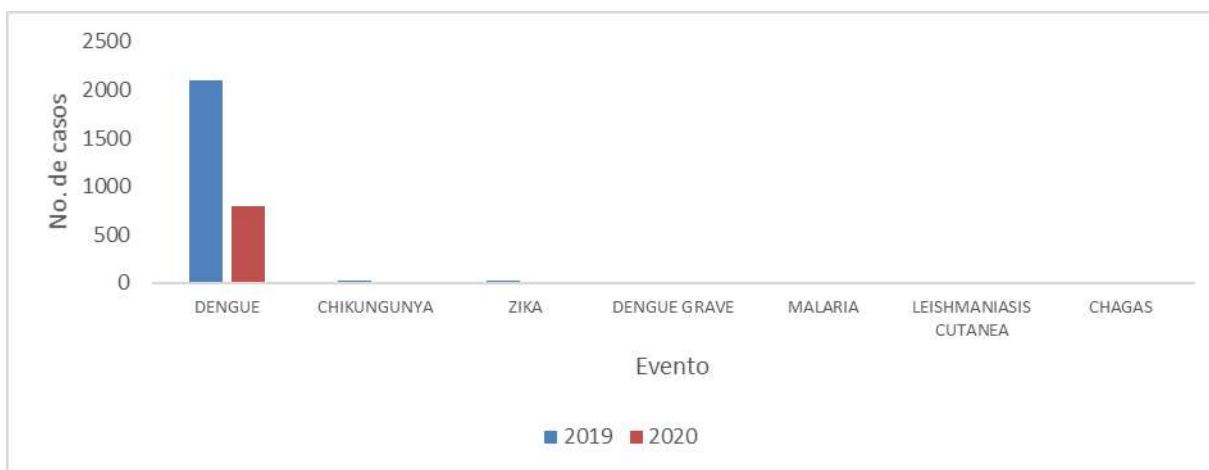 2500
2000
1500
1000
500
0
No. de casos
DENGUE
CHIKUNGUNYA
ZIKA
DENGUE GRAVE
MALARIA
LEISHMANIASIS
CUTANEA
CHAGAS
Evento
2019
2020